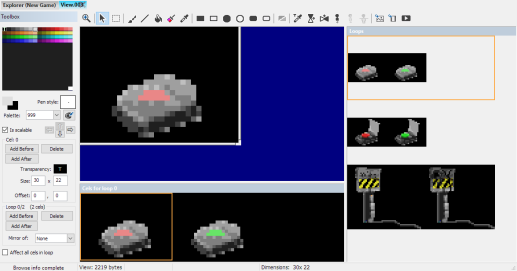 Explorer (New Game)
View.003
Toolbox
Loops
Pen style:
Palette: 999
Is scalable
Cel: 0
Add Before Delete
Add After
Transparency: T
Size: 30 x 22
Offset: 0 , 0
Loop 0/2 (2 cels)
Add Before Delete
Add After
Mirror of: None
Affect all cels in loop
Cels for loop 0
Browse info complete
View: 2219 bytes
Dimensions: 30x 22